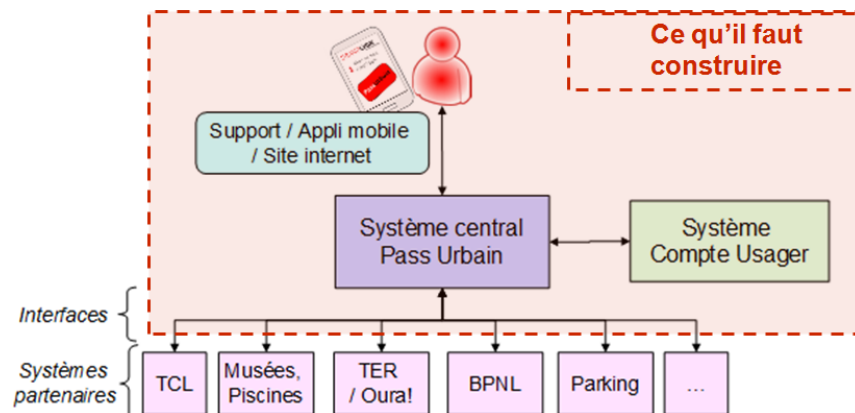 Ce qu'il faut
construire
Support / Appli mobile
/ Site internet
Système central
Pass Urbain
Système
Compte Usager
Interfaces
Systèmes
partenaires
TCL
Musées,
Piscines
TER
/ Oura!
BPNL
Parking
...